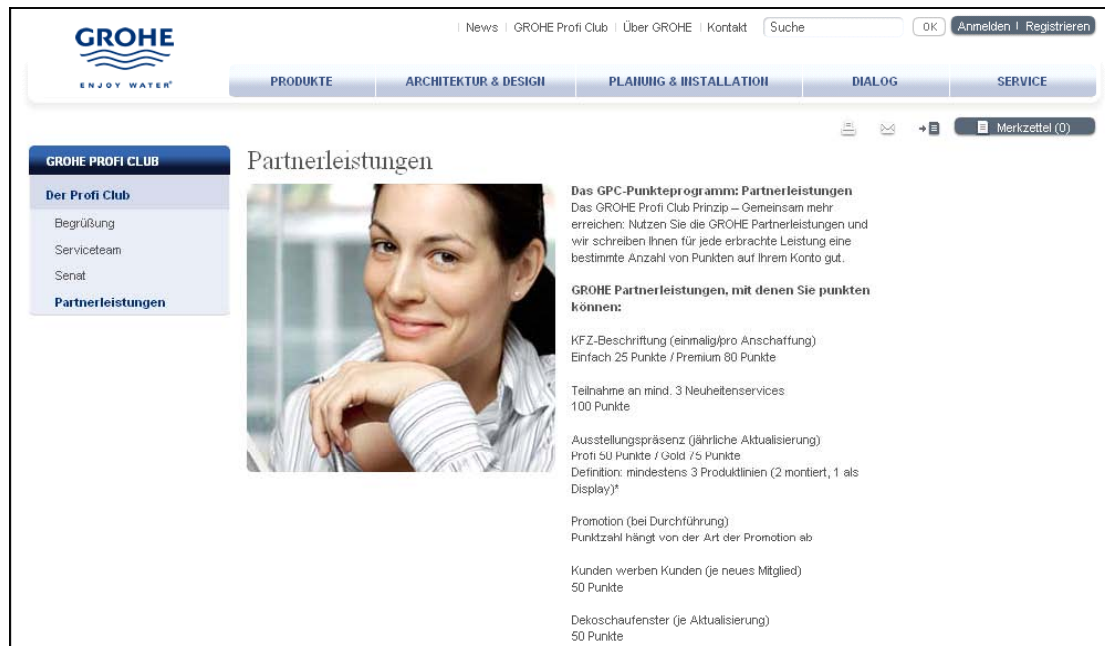 GROHE
ENJOY WATER®
News | GROHE Profi Club | Über GROHE | Kontakt
Suche
OK
Anmelden | Registrieren
PRODUKTE
ARCHITEKTUR & DESIGN
PLANUNG & INSTALLATION
DIALOG
SERVICE
Merkzettel (0)
GROHE PROFI CLUB
Der Profi Club
Begrüßung
Serviceteam
Senat
Partnerleistungen
Partnerleistungen
Das GPC-Punkteprogramm: Partnerleistungen
Das GROHE Profi Club Prinzip – Gemeinsam mehr
erreichen: Nutzen Sie die GROHE Partnerleistungen und
wir schreiben Ihnen für jede erbrachte Leistung eine
bestimmte Anzahl von Punkten auf Ihrem Konto gut.
GROHE Partnerleistungen, mit denen Sie punkten
können:
KFZ-Beschriftung (einmalig/pro Anschaffung)
Einfach 25 Punkte / Premium 80 Punkte
Teilnahme an mind. 3 Neuheitenservices
100 Punkte
Ausstellungspräsenz (jährliche Aktualisierung)
Profi 50 Punkte / Gold 75 Punkte
Definition: mindestens 3 Produktlinien (2 montiert, 1 als
Display)*
Promotion (bei Durchführung)
Punktzahl hängt von der Art der Promotion ab
Kunden werben Kunden (je neues Mitglied)
50 Punkte
Dekoschaufenster (je Aktualisierung)
50 Punkte